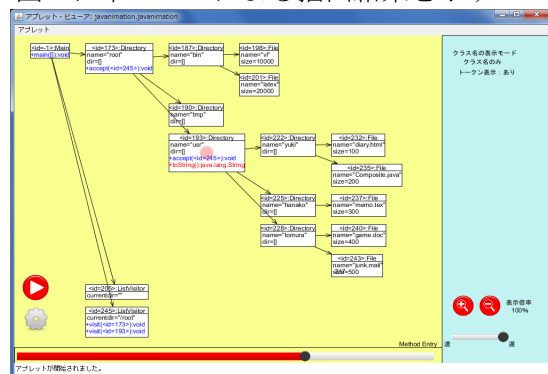 アプレット・ビューア: javanimation.javanimation
アプレット
<id=-1>:Main
+main([]):void
<id=173>:Directory
name="root"
dir=[]
+accept(<id=245>):void
<id=187>:Directory
name="bin"
dir=[]
<id=198>:File
name="vi"
size=10000
<id=201>:File
name="latex"
size=20000
<id=190>:Directory
name="tmp"
dir=[]
<id=193>:Directory
name="usr"
dir=[]
+accept(<id=245>):void
+toString():java.lang.String
<id=222>:Directory
name="yuki"
dir=[]
<id=232>:File
name="diary.html"
size=100
<id=235>:File
name="Composite.java"
size=200
<id=225>:Directory
name="hanako"
dir=[]
<id=237>:File
name="memo.tex"
size=300
<id=228>:Directory
name="tomura"
dir=[]
<id=240>:File
name="game.doc"
size=400
<id=243>:File
name="junk.mail"
size=500
<id=205>:ListVisitor
currentdir=""
<id=245>:ListVisitor
currentdir="/root"
+visit(<id=173>):void
+visit(<id=193>):void
クラス名の表示モード
クラス名のみ
トークン表示：あり
表示倍率
100%
Method Entry
遅
速
アプレットが開始されました。